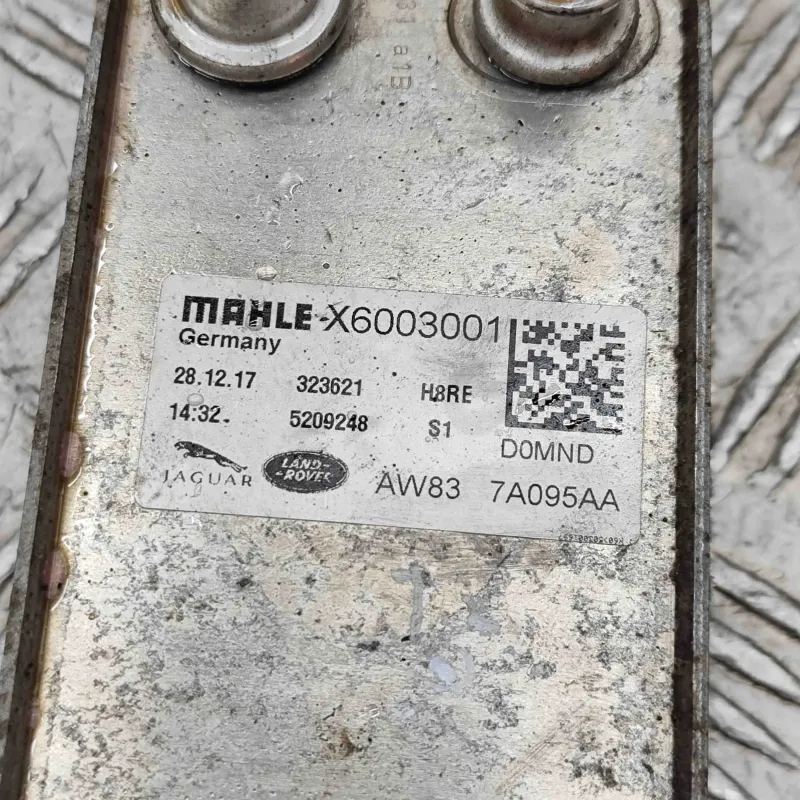 MAHLE X6003001
Germany
28.12.17 323621 H8RE
14:32 5209248 S1
D0MND
JAGUAR LAND- ROVER AW83 7A095AA